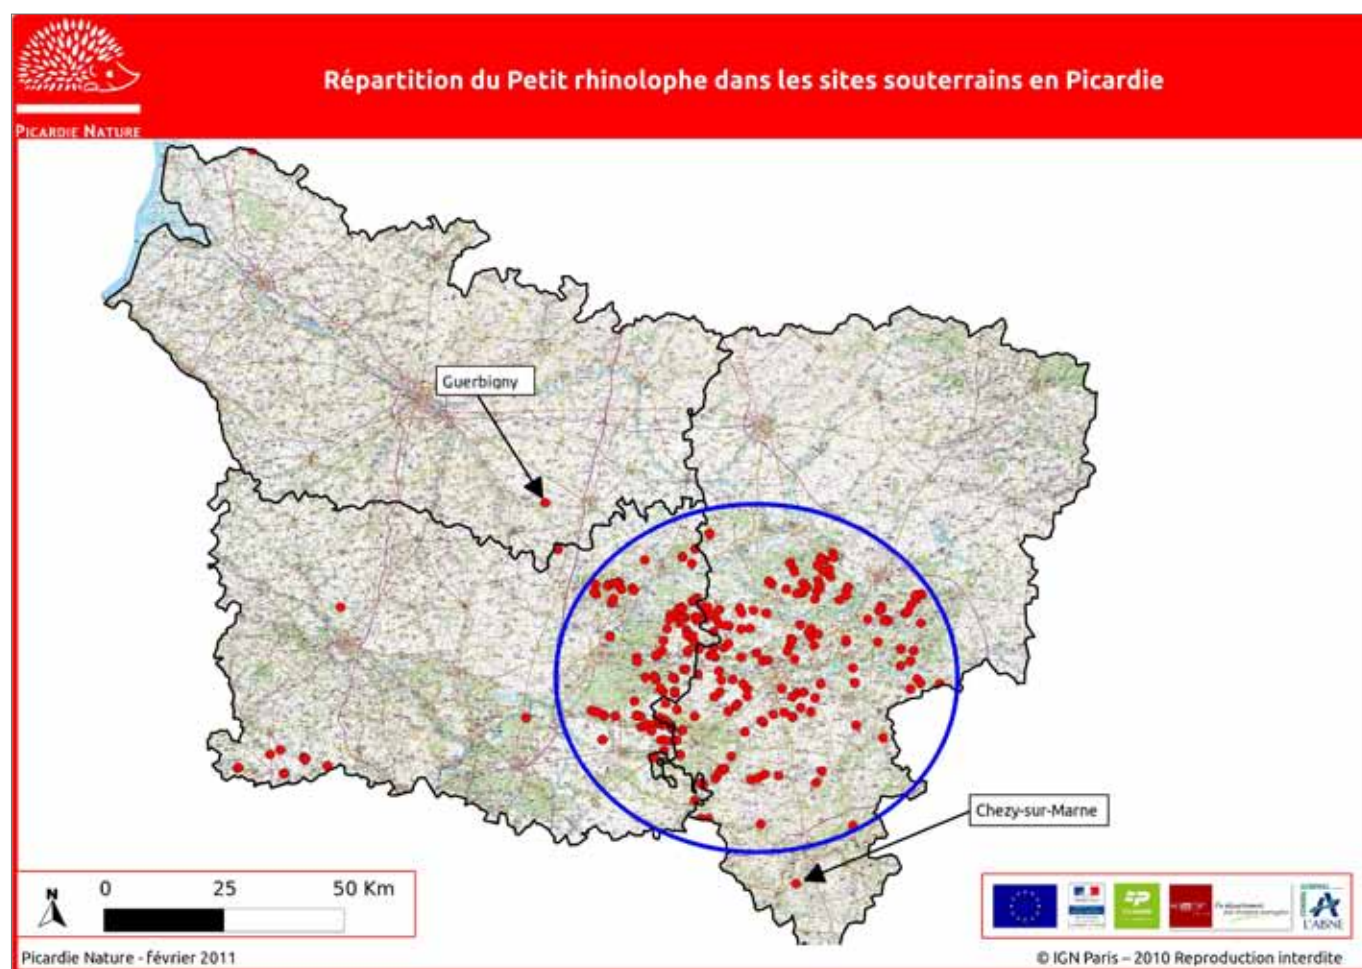 Répartition du Petit rhinolophe dans les sites souterrains en Picardie
PICARDIE NATURE
Guerbigny
Chezy-sur-Marne
N
0 25 50 Km
L'AISNE
Picardie Nature - février 2011
© IGN Paris – 2010 Reproduction interdite